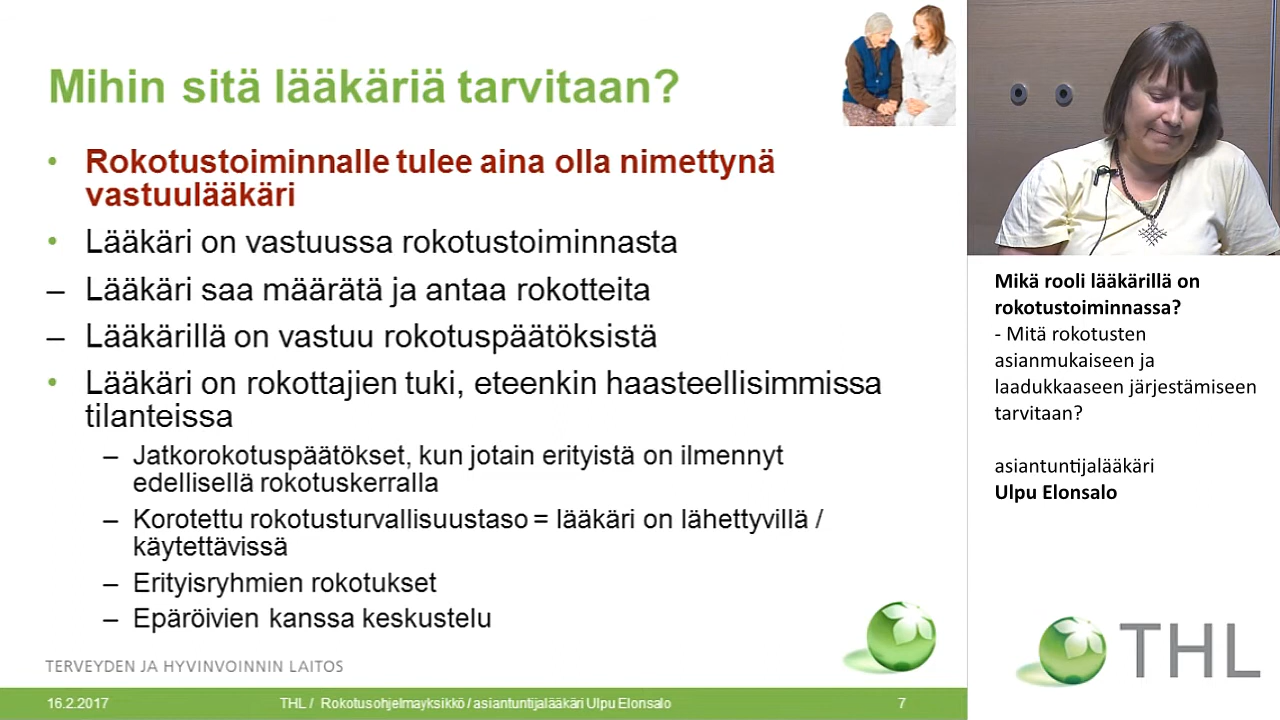 Mihin sitä lääkäriä tarvitaan?
• Rokotustoiminnalle tulee aina olla nimettynä
vastuulääkäri
• Lääkäri on vastuussa rokotustoiminnasta
– Lääkäri saa määrätä ja antaa rokotteita
– Lääkärillä on vastuu rokotuspäätöksistä
• Lääkäri on rokottajien tuki, eteenkin haasteellisimmissa
tilanteissa
– Jatkorokotuspäätökset, kun jotain erityistä on ilmennyt
edellisellä rokotuskerralla
– Korotettu rokotusturvallisuustaso = lääkäri on lähettyvillä /
käytettävissä
– Erityisryhmien rokotukset
– Epäröivien kanssa keskustelu
TERVEYDEN JA HYVINVOINNIN LAITOS
16.2.2017 THL / Rokotusohjelmayksikkö / asiantuntijalääkäri Ulpu Elonsalo 7
Mikä rooli lääkärillä on
rokotustoiminnassa?
- Mitä rokotusten
asianmukaiseen ja
laadukkaaseen järjestämiseen
tarvitaan?
asiantuntijalääkäri
Ulpu Elonsalo
THL